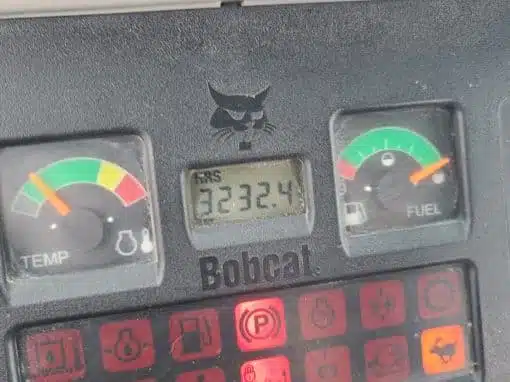 HRS
3232.4
TEMP
FUEL
Bobcat
P